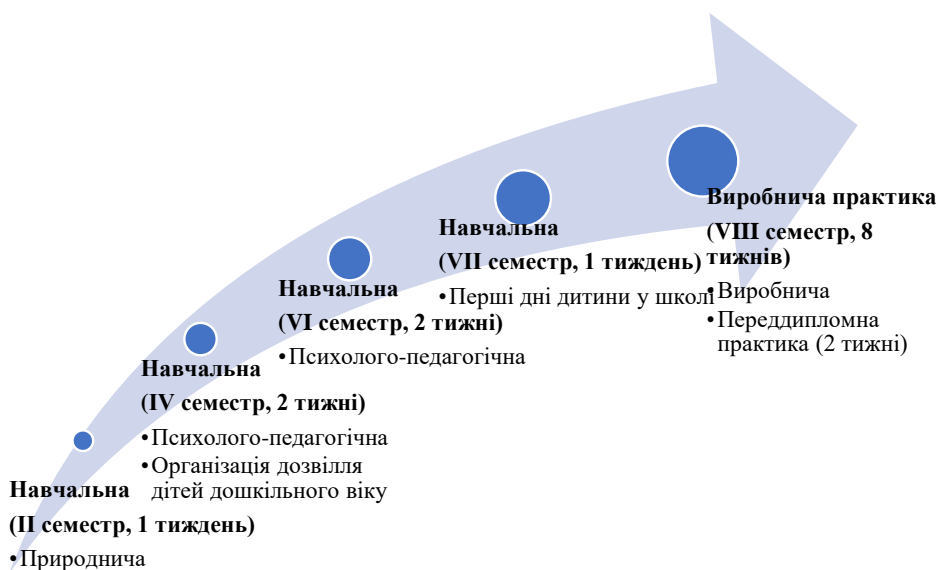 Навчальна
(II семестр, 1 тиждень)
•Природнича
Навчальна
(IV семестр, 2 тижні)
•Психолого-педагогічна
•Організація дозвілля
дітей дошкільного віку
Навчальна
(VI семестр, 2 тижні)
•Психолого-педагогічна
Навчальна
(VII семестр, 1 тиждень)
•Перші дні дитини у школі
Виробнича практика
(VIII семестр, 8
тижнів)
•Виробнича
•Переддипломна
практика (2 тижні)